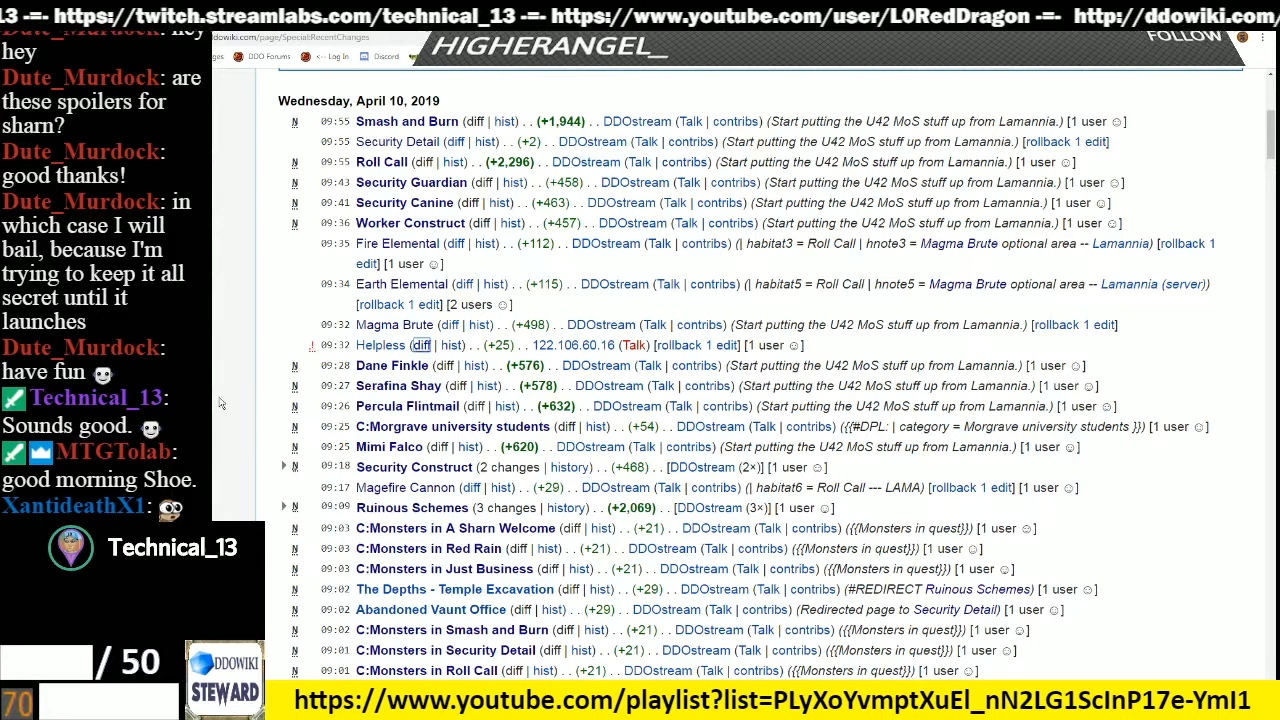 13 -=- https://twitch.streamlabs.com/technical_13 -=- https://www.youtube.com/user/L0RedDragon -=- http://ddowiki.com/
hey
Dute_Murdock: are
these spoilers for
sharn?
Dute_Murdock:
good thanks!
Dute_Murdock: in
which case I will
bail, because I'm
trying to keep it all
secret until it
launches
Dute_Murdock:
have fun
Technical_13:
Sounds good.
MTGTolab:
good morning Shoe.
XantideathX1:
Technical_13
/ 50
70
DDOWIKI
STEWARD
ddowiki.com/page/Special:RecentChanges
ges DDO Forums <-- Log In Discord
HIGHERANGEL_
FOLLOW
Wednesday, April 10, 2019
N 09:55 Smash and Burn (diff | hist) . . (+1,944) . . DDOstream (Talk | contribs) (Start putting the U42 MoS stuff up from Lamannia.) [1 user ☺]
09:55 Security Detail (diff | hist) . . (+2) . . DDOstream (Talk | contribs) (Start putting the U42 MoS stuff up from Lamannia.) [rollback 1 edit]
N 09:55 Roll Call (diff | hist) . . (+2,296) . . DDOstream (Talk | contribs) (Start putting the U42 MoS stuff up from Lamannia.) [1 user ☺]
N 09:43 Security Guardian (diff | hist) . . (+458) . . DDOstream (Talk | contribs) (Start putting the U42 MoS stuff up from Lamannia.) [1 user ☺]
N 09:41 Security Canine (diff | hist) . . (+463) . . DDOstream (Talk | contribs) (Start putting the U42 MoS stuff up from Lamannia.) [1 user ☺]
N 09:36 Worker Construct (diff | hist) . . (+457) . . DDOstream (Talk | contribs) (Start putting the U42 MoS stuff up from Lamannia.) [1 user ☺]
09:35 Fire Elemental (diff | hist) . . (+112) . . DDOstream (Talk | contribs) (| habitat3 = Roll Call | hnote3 = Magma Brute optional area -- Lamannia) [rollback 1
edit] [1 user ☺]
09:34 Earth Elemental (diff | hist) . . (+115) . . DDOstream (Talk | contribs) (| habitat5 = Roll Call | hnote5 = Magma Brute optional area -- Lamannia (server))
[rollback 1 edit] [2 users ☺]
09:32 Magma Brute (diff | hist) . . (+498) . . DDOstream (Talk | contribs) (Start putting the U42 MoS stuff up from Lamannia.) [rollback 1 edit]
! 09:32 Helpless (diff | hist) . . (+25) . . 122.106.60.16 (Talk) [rollback 1 edit] [1 user ☺]
N 09:28 Dane Finkle (diff | hist) . . (+576) . . DDOstream (Talk | contribs) (Start putting the U42 MoS stuff up from Lamannia.) [1 user ☺]
N 09:27 Serafina Shay (diff | hist) . . (+578) . . DDOstream (Talk | contribs) (Start putting the U42 MoS stuff up from Lamannia.) [1 user ☺]
N 09:26 Percula Flintmail (diff | hist) . . (+632) . . DDOstream (Talk | contribs) (Start putting the U42 MoS stuff up from Lamannia.) [1 user ☺]
N 09:25 C:Morgrave university students (diff | hist) . . (+54) . . DDOstream (Talk | contribs) ({{#DPL: | category = Morgrave university students }}) [1 user ☺]
N 09:25 Mimi Falco (diff | hist) . . (+620) . . DDOstream (Talk | contribs) (Start putting the U42 MoS stuff up from Lamannia.) [1 user ☺]
N 09:18 Security Construct (2 changes | history) . . (+468) . . [DDOstream (2×)] [1 user ☺]
09:17 Magefire Cannon (diff | hist) . . (+29) . . DDOstream (Talk | contribs) (| habitat6 = Roll Call --- LAMA) [rollback 1 edit] [1 user ☺]
N 09:09 Ruinous Schemes (3 changes | history) . . (+2,069) . . [DDOstream (3×)] [1 user ☺]
N 09:03 C:Monsters in A Sharn Welcome (diff | hist) . . (+21) . . DDOstream (Talk | contribs) ({{Monsters in quest}}) [1 user ☺]
N 09:03 C:Monsters in Red Rain (diff | hist) . . (+21) . . DDOstream (Talk | contribs) ({{Monsters in quest}}) [1 user ☺]
N 09:03 C:Monsters in Just Business (diff | hist) . . (+21) . . DDOstream (Talk | contribs) ({{Monsters in quest}}) [1 user ☺]
N 09:02 The Depths - Temple Excavation (diff | hist) . . (+29) . . DDOstream (Talk | contribs) (#REDIRECT Ruinous Schemes) [1 user ☺]
N 09:02 Abandoned Vaunt Office (diff | hist) . . (+29) . . DDOstream (Talk | contribs) (Redirected page to Security Detail) [1 user ☺]
N 09:02 C:Monsters in Smash and Burn (diff | hist) . . (+21) . . DDOstream (Talk | contribs) ({{Monsters in quest}}) [1 user ☺]
N 09:01 C:Monsters in Security Detail (diff | hist) . . (+21) . . DDOstream (Talk | contribs) ({{Monsters in quest}}) [1 user ☺]
N 09:01 C:Monsters in Roll Call (diff | hist) . . (+21) . . DDOstream (Talk | contribs) ({{Monsters in quest}}) [1 user ☺]
https://www.youtube.com/playlist?list=PLyXoYvmptXuEl_nN2LG1ScInP17e-YmI1